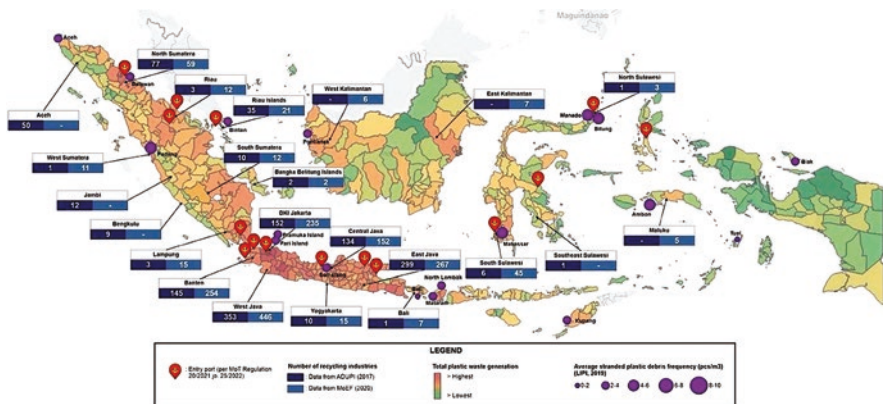 Maguindanao
Aceh
North Sumatera
77 59
Belawan
Riau
3 12
Riau Islands
35 21
Bintan
West Kalimantan
- 6
Pontianak
East Kalimantan
- 7
North Sulawesi
1 3
Manado
Bitung
Aceh
50 -
West Sumatera
1 11
Padang
South Sumatera
10 12
Bangka Belitung Islands
2 2
Jambi
12 -
Bengkulu
9 -
DKI Jakarta
152 235
Pramuka Island
Pari Island
Central Java
134 152
Lampung
3 15
Banten
145 254
West Java
353 446
Semarang
Yogyakarta
10 15
East Java
299 267
North Lombok
Bali
Mataram
Bali
1 7
South Sulawesi
6 45
Makassar
Southeast Sulawesi
1 -
Maluku
- 5
Ambon
Biak
Tual
Kupang
LEGEND
: Entry port (per MoT Regulation
20/2021 jo. 25/2022)
Number of recycling industries
: Data from ADUPI (2017)
: Data from MoEF (2020)
Total plastic waste generation
> Highest
> Lowest
Average stranded plastic debris frequency (pcs/m3)
(LIPI, 2019)
0-2
2-4
4-6
6-8
8-10